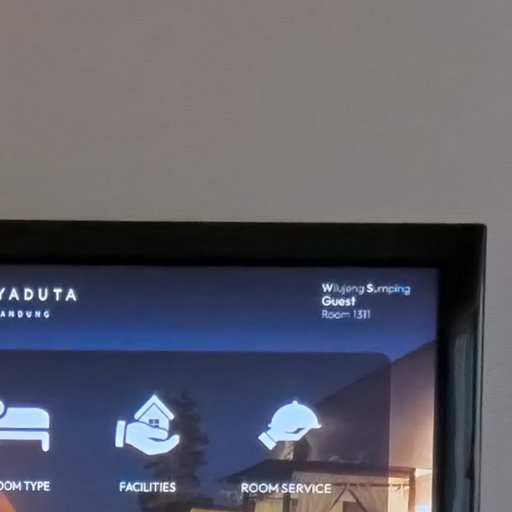 YADUTA
ANDUNG
Wilujeng Sumping
Guest
Room 1311
OOM TYPE
FACILITIES
ROOM SERVICE